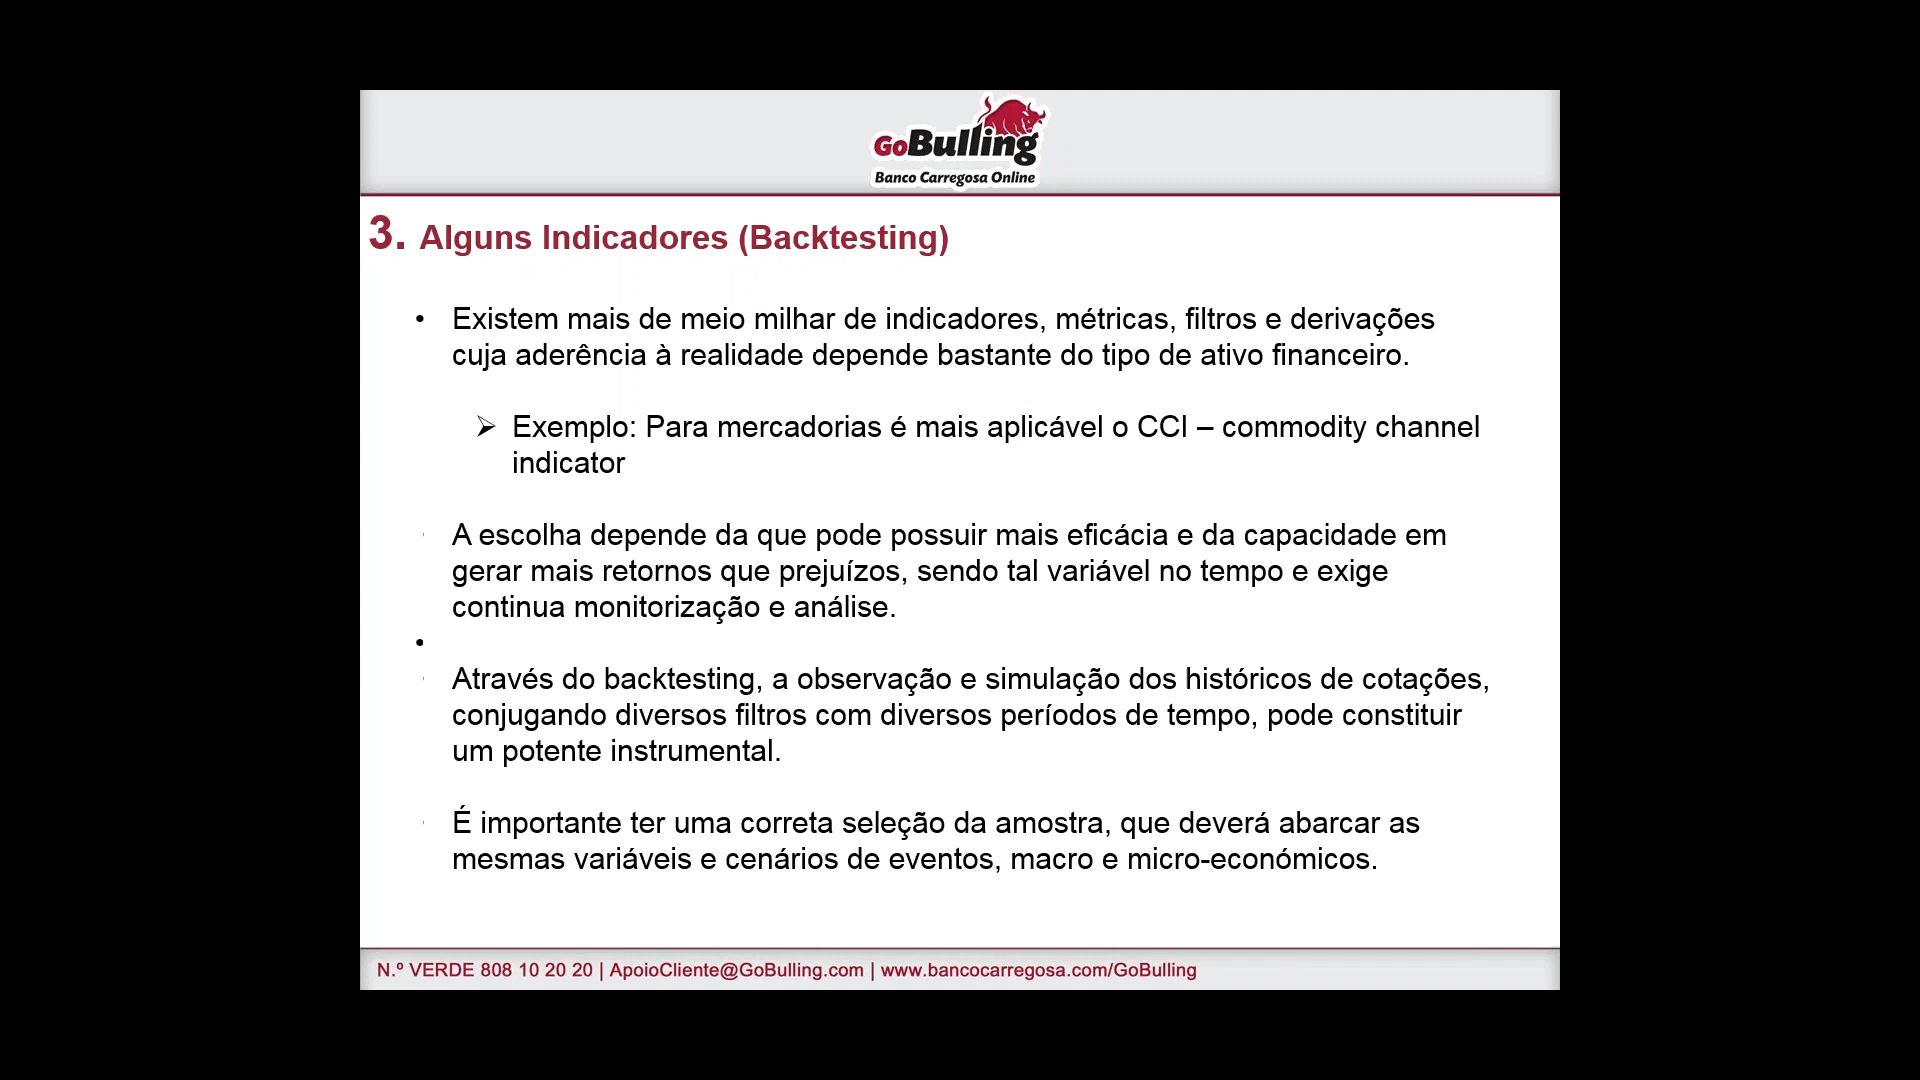 GoBulling
Banco Carregosa Online
3. Alguns Indicadores (Backtesting)
• Existem mais de meio milhar de indicadores, métricas, filtros e derivações
cuja aderência à realidade depende bastante do tipo de ativo financeiro.
➢ Exemplo: Para mercadorias é mais aplicável o CCI – commodity channel
indicator
A escolha depende da que pode possuir mais eficácia e da capacidade em
gerar mais retornos que prejuízos, sendo tal variável no tempo e exige
continua monitorização e análise.
•
Através do backtesting, a observação e simulação dos históricos de cotações,
conjugando diversos filtros com diversos períodos de tempo, pode constituir
um potente instrumental.
É importante ter uma correta seleção da amostra, que deverá abarcar as
mesmas variáveis e cenários de eventos, macro e micro-económicos.
N.º VERDE 808 10 20 20 | ApoioCliente@GoBulling.com | www.bancocarregosa.com/GoBulling